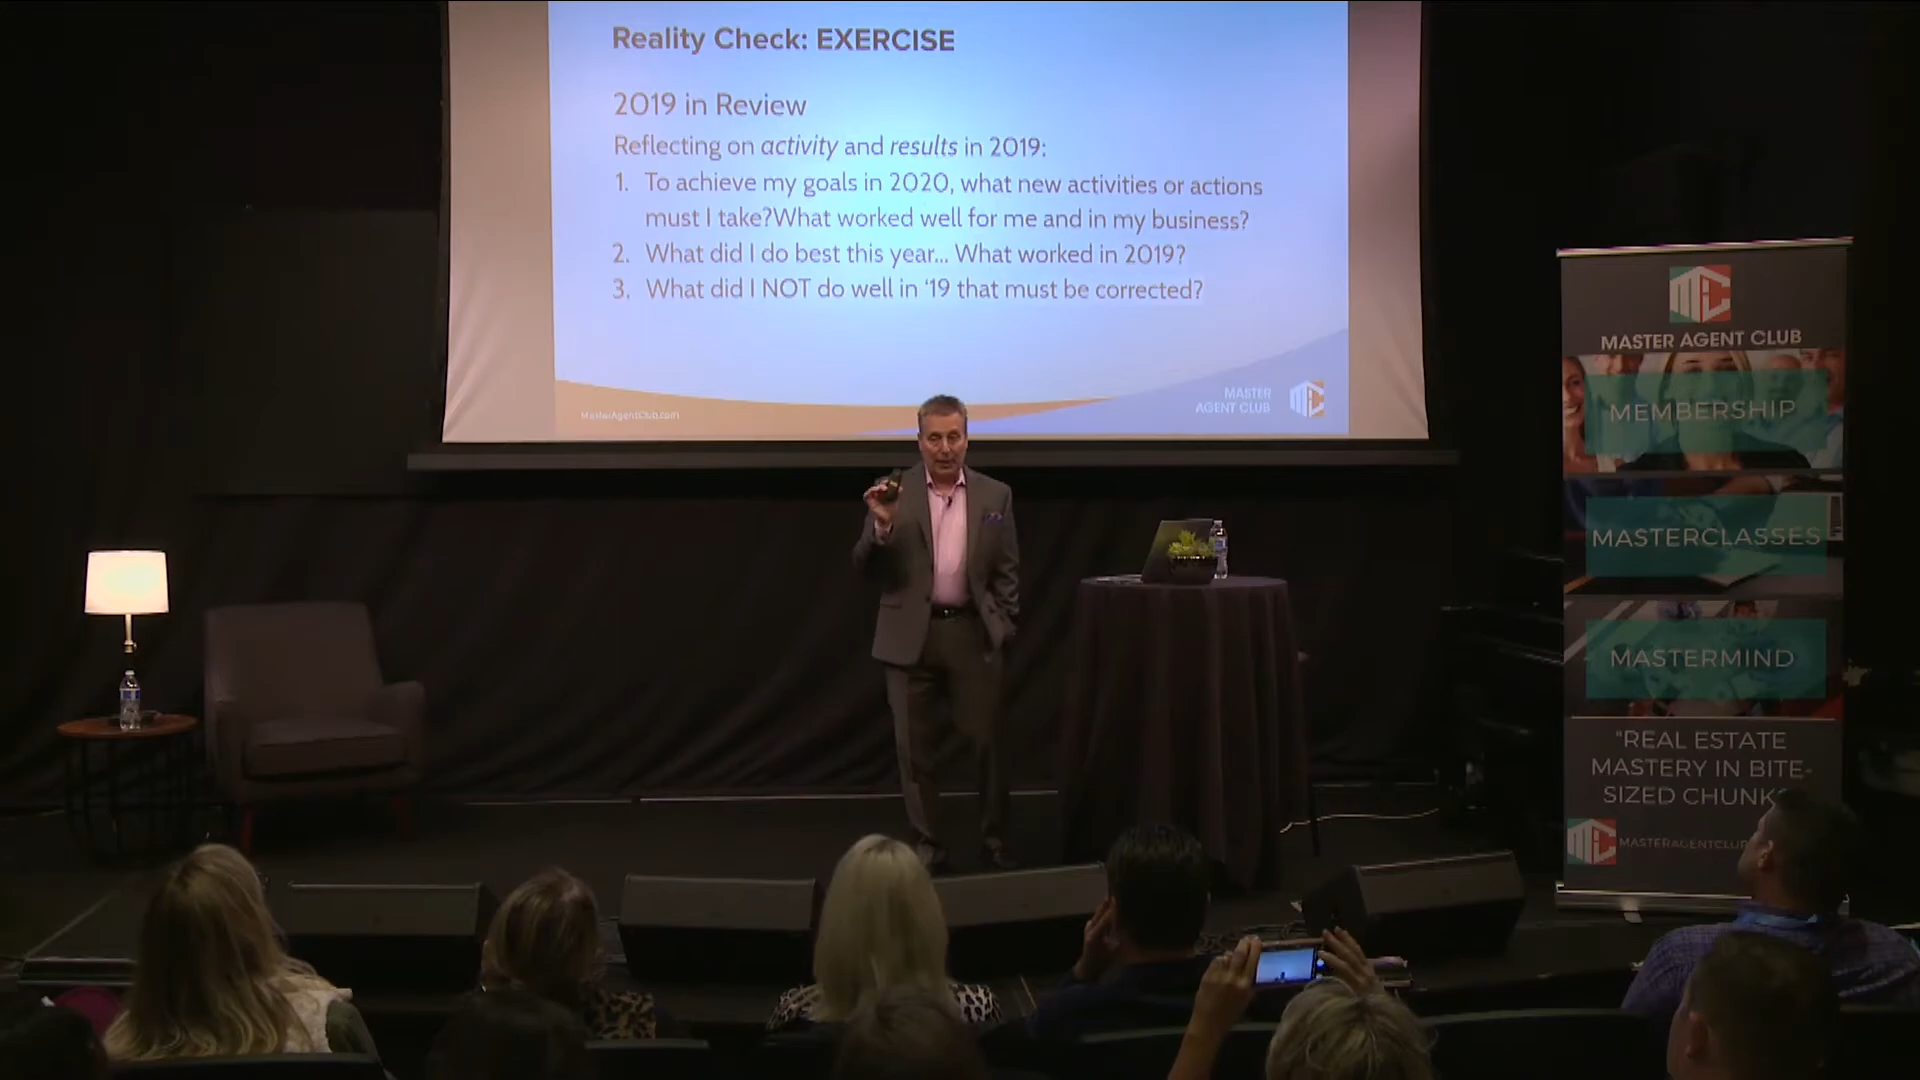 Reality Check: EXERCISE
2019 in Review
Reflecting on activity and results in 2019:
1. To achieve my goals in 2020, what new activities or actions
must I take?What worked well for me and in my business?
2. What did I do best this year... What worked in 2019?
3. What did I NOT do well in ‘19 that must be corrected?
MasterAgentClub.com
MASTER
AGENT CLUB
MASTER AGENT CLUB
MEMBERSHIP
MASTERCLASSES
MASTERMIND
"REAL ESTATE
MASTERY IN BITE-
SIZED CHUNKS
MASTERAGENTCLUB